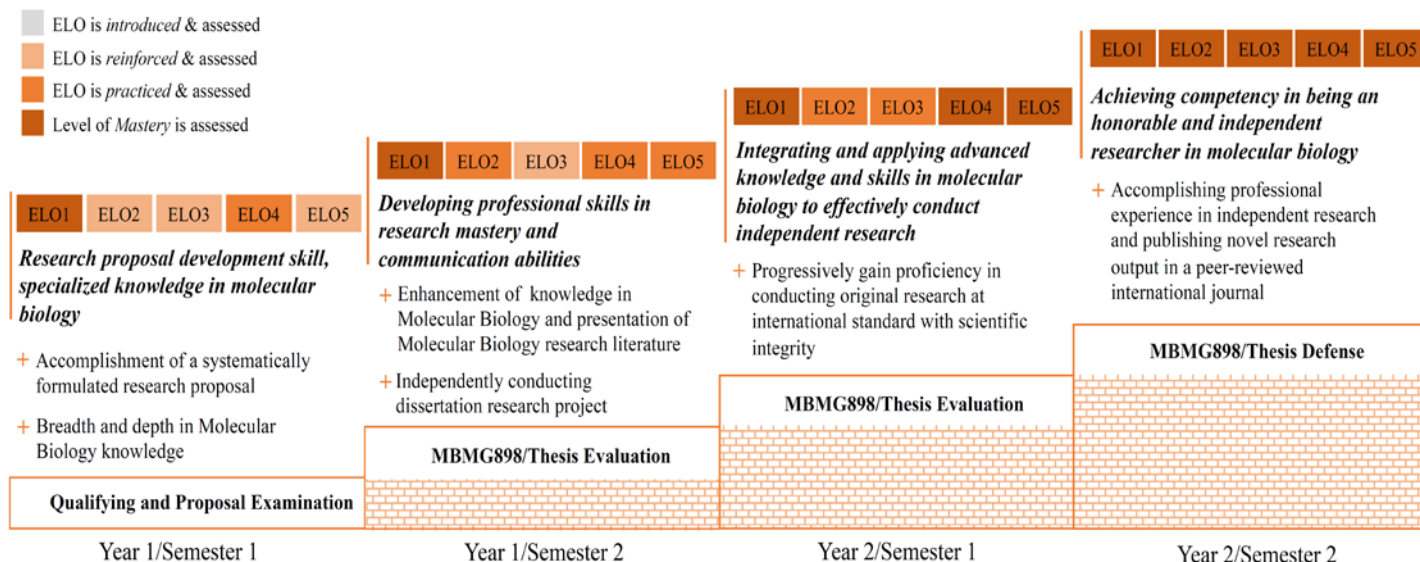 ELO is introduced & assessed
ELO is reinforced & assessed
ELO is practiced & assessed
Level of Mastery is assessed
ELO1 ELO2 ELO3 ELO4 ELO5
Research proposal development skill,
specialized knowledge in molecular
biology
+ Accomplishment of a systematically
formulated research proposal
+ Breadth and depth in Molecular
Biology knowledge
Qualifying and Proposal Examination
Year 1/Semester 1
ELO1 ELO2 ELO3 ELO4 ELO5
Developing professional skills in
research mastery and
communication abilities
+ Enhancement of knowledge in
Molecular Biology and presentation of
Molecular Biology research literature
+ Independently conducting
dissertation research project
MBMG898/Thesis Evaluation
Year 1/Semester 2
ELO1 ELO2 ELO3 ELO4 ELO5
Integrating and applying advanced
knowledge and skills in molecular
biology to effectively conduct
independent research
+ Progressively gain proficiency in
conducting original research at
international standard with scientific
integrity
MBMG898/Thesis Evaluation
Year 2/Semester 1
ELO1 ELO2 ELO3 ELO4 ELO5
Achieving competency in being an
honorable and independent
researcher in molecular biology
+ Accomplishing professional
experience in independent research
and publishing novel research
output in a peer-reviewed
international journal
MBMG898/Thesis Defense
Year 2/Semester 2